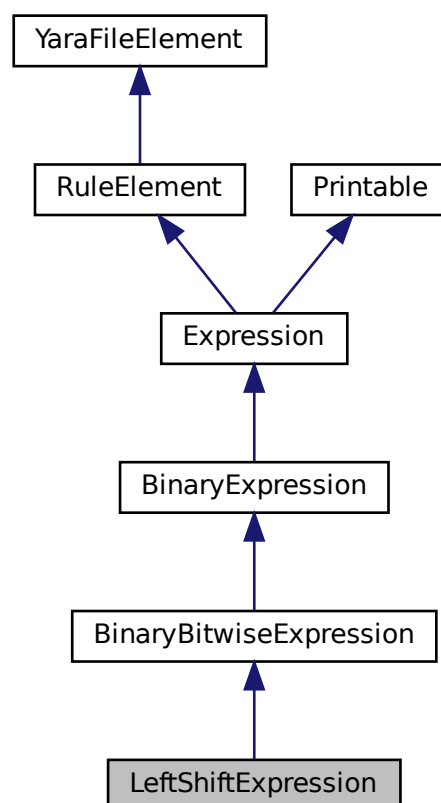 YaraFileElement
RuleElement
Printable
Expression
BinaryExpression
BinaryBitwiseExpression
LeftShiftExpression